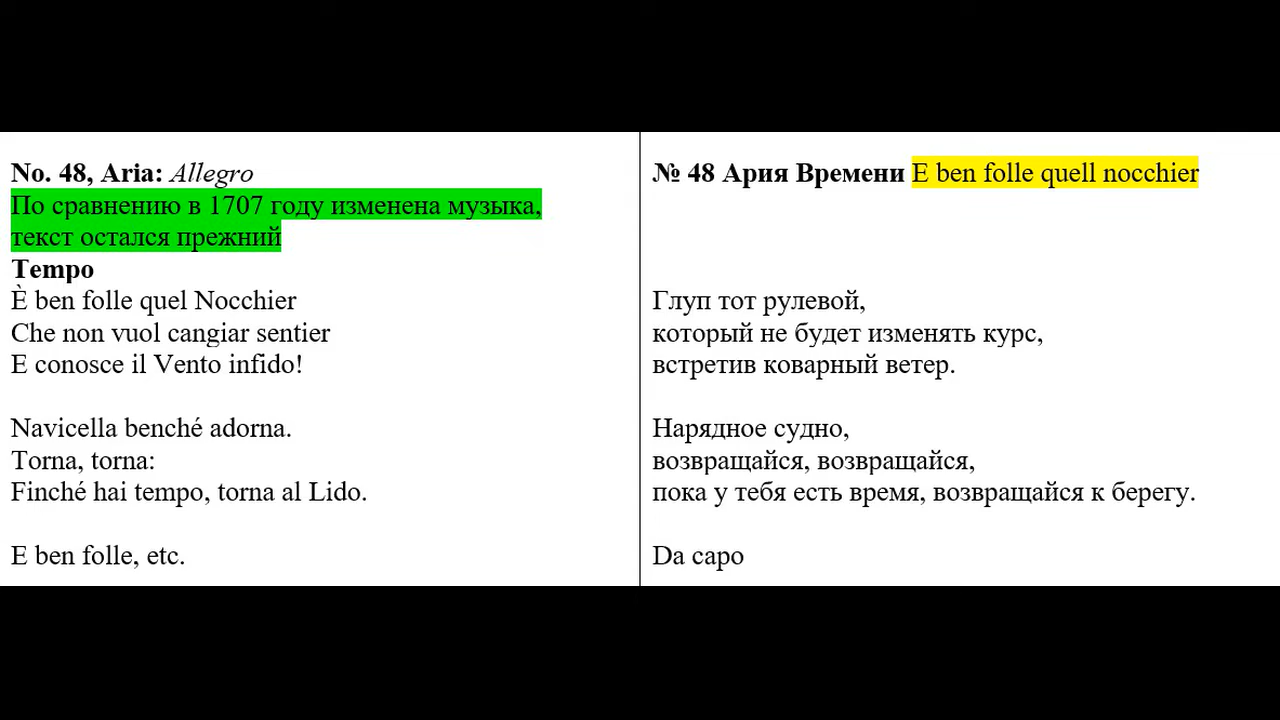 No. 48, Aria: Allegro
По сравнению в 1707 году изменена музыка,
текст остался прежний
Tempo
È ben folle quel Nocchier
Che non vuol cangiar sentier
E conosce il Vento infido!
Navicella benché adorna.
Torna, torna:
Finché hai tempo, torna al Lido.
E ben folle, etc.
№ 48 Ария Времени E ben folle quell nocchier
Глуп тот рулевой,
который не будет изменять курс,
встретив коварный ветер.
Нарядное судно,
возвращайся, возвращайся,
пока у тебя есть время, возвращайся к берегу.
Da capo